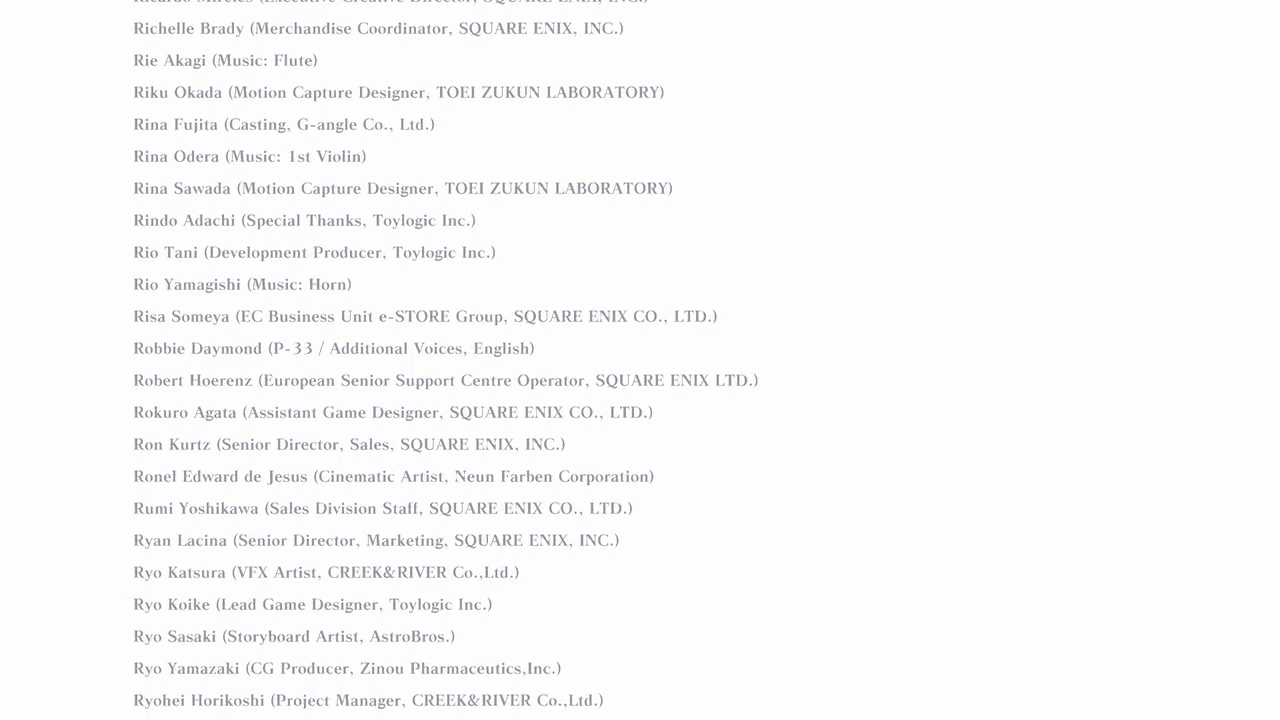 Ricardo Mireles (Executive Creative Director, SQUARE ENIX, INC.)
Richelle Brady (Merchandise Coordinator, SQUARE ENIX, INC.)
Rie Akagi (Music: Flute)
Riku Okada (Motion Capture Designer, TOEI ZUKUN LABORATORY)
Rina Fujita (Casting, G-angle Co., Ltd.)
Rina Odera (Music: 1st Violin)
Rina Sawada (Motion Capture Designer, TOEI ZUKUN LABORATORY)
Rindo Adachi (Special Thanks, Toylogic Inc.)
Rio Tani (Development Producer, Toylogic Inc.)
Rio Yamagishi (Music: Horn)
Risa Someya (EC Business Unit e-STORE Group, SQUARE ENIX CO., LTD.)
Robbie Daymond (P-33 / Additional Voices, English)
Robert Hoerenz (European Senior Support Centre Operator, SQUARE ENIX LTD.)
Rokuro Agata (Assistant Game Designer, SQUARE ENIX CO., LTD.)
Ron Kurtz (Senior Director, Sales, SQUARE ENIX, INC.)
Ronel Edward de Jesus (Cinematic Artist, Neun Farben Corporation)
Rumi Yoshikawa (Sales Division Staff, SQUARE ENIX CO., LTD.)
Ryan Lacina (Senior Director, Marketing, SQUARE ENIX, INC.)
Ryo Katsura (VFX Artist, CREEK&RIVER Co.,Ltd.)
Ryo Koike (Lead Game Designer, Toylogic Inc.)
Ryo Sasaki (Storyboard Artist, AstroBros.)
Ryo Yamazaki (CG Producer, Zinou Pharmaceutics,Inc.)
Ryohei Horikoshi (Project Manager, CREEK&RIVER Co.,Ltd.)